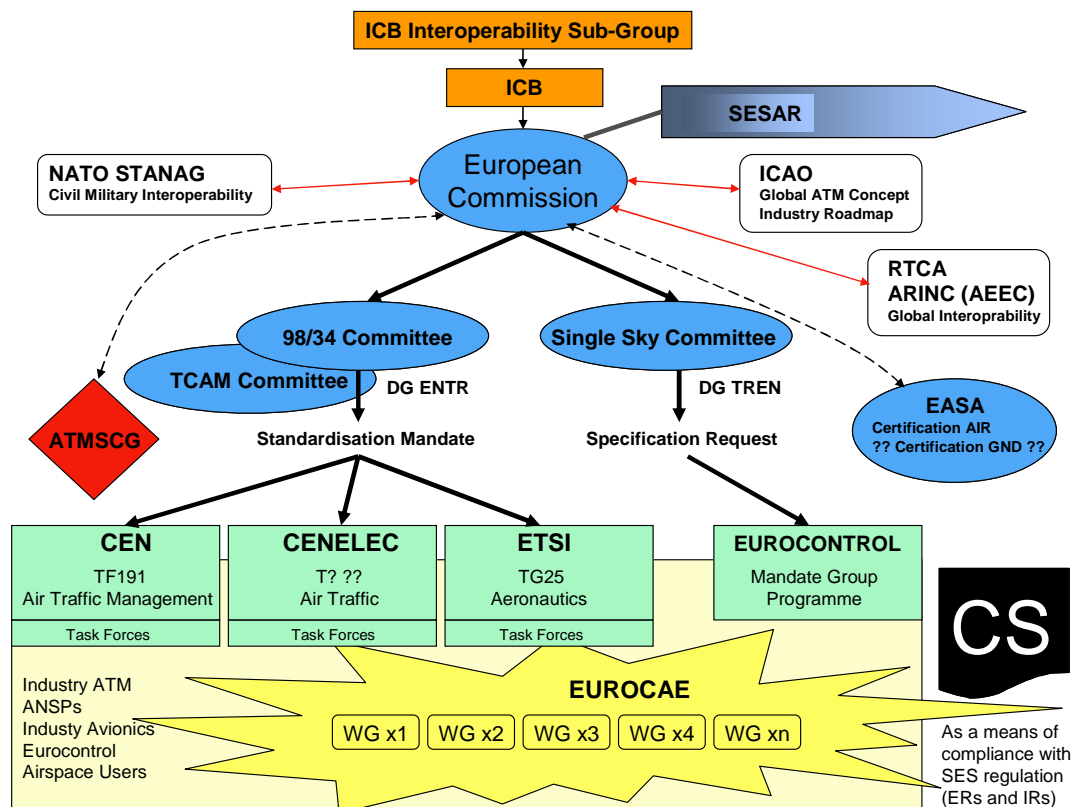 ICB Interoperability Sub-Group
ICB
SESAR
European
Commission
NATO STANAG
Civil Military Interoperability
ICAO
Global ATM Concept
Industry Roadmap
RTCA
ARINC (AEEC)
Global Interoprability
98/34 Committee
TCAM Committee
Single Sky Committee
DG ENTR
DG TREN
ATMSCG
EASA
Certification AIR
?? Certification GND ??
Standardisation Mandate
Specification Request
CEN
TF191
Air Traffic Management
Task Forces
CENELEC
T? ??
Air Traffic
Task Forces
ETSI
TG25
Aeronautics
Task Forces
EUROCONTROL
Mandate Group
Programme
CS
Industry ATM
ANSPs
Industy Avionics
Eurocontrol
Airspace Users
EUROCAE
WG x1
WG x2
WG x3
WG x4
WG xn
As a means of
compliance with
SES regulation
(ERs and IRs)